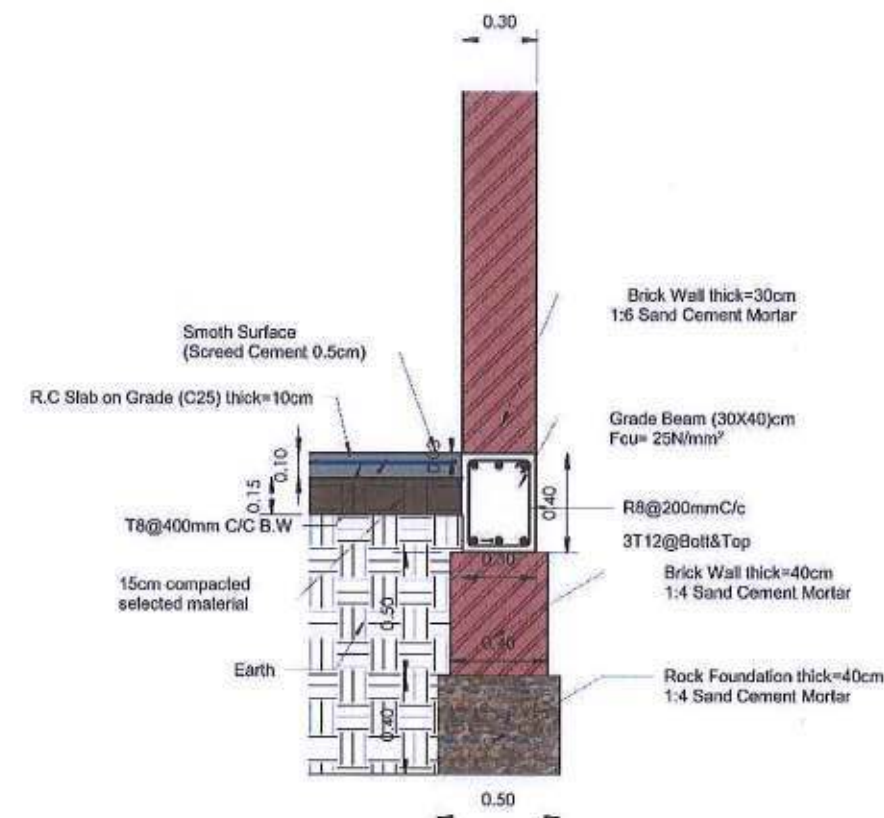 0.30
Brick Wall thick=30cm
1:6 Sand Cement Mortar
Smoth Surface
(Screed Cement 0.5cm)
R.C Slab on Grade (C25) thick=10cm
Grade Beam (30X40)cm
Fcu= 25N/mm²
0.10
0.15
0.40
R8@200mmC/c
T8@400mm C/C B.W
3T12@Bott&Top
0.30
Brick Wall thick=40cm
1:4 Sand Cement Mortar
15cm compacted
selected material
0.50
0.40
Earth
Rock Foundation thick=40cm
1:4 Sand Cement Mortar
0.40
0.50